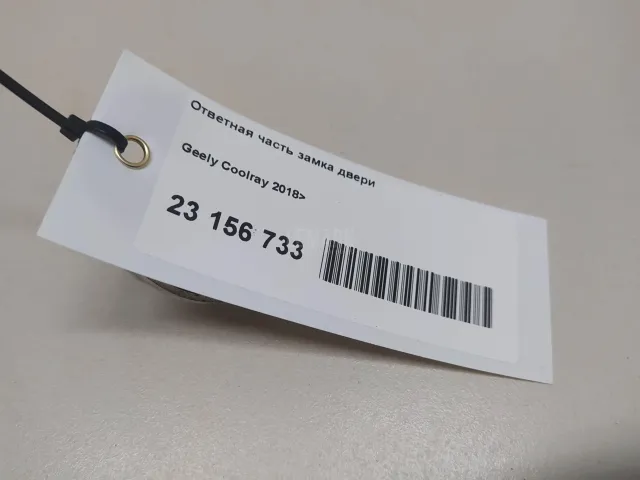 Ответная часть замка двери
Geely Coolray 2018>
23 156 733